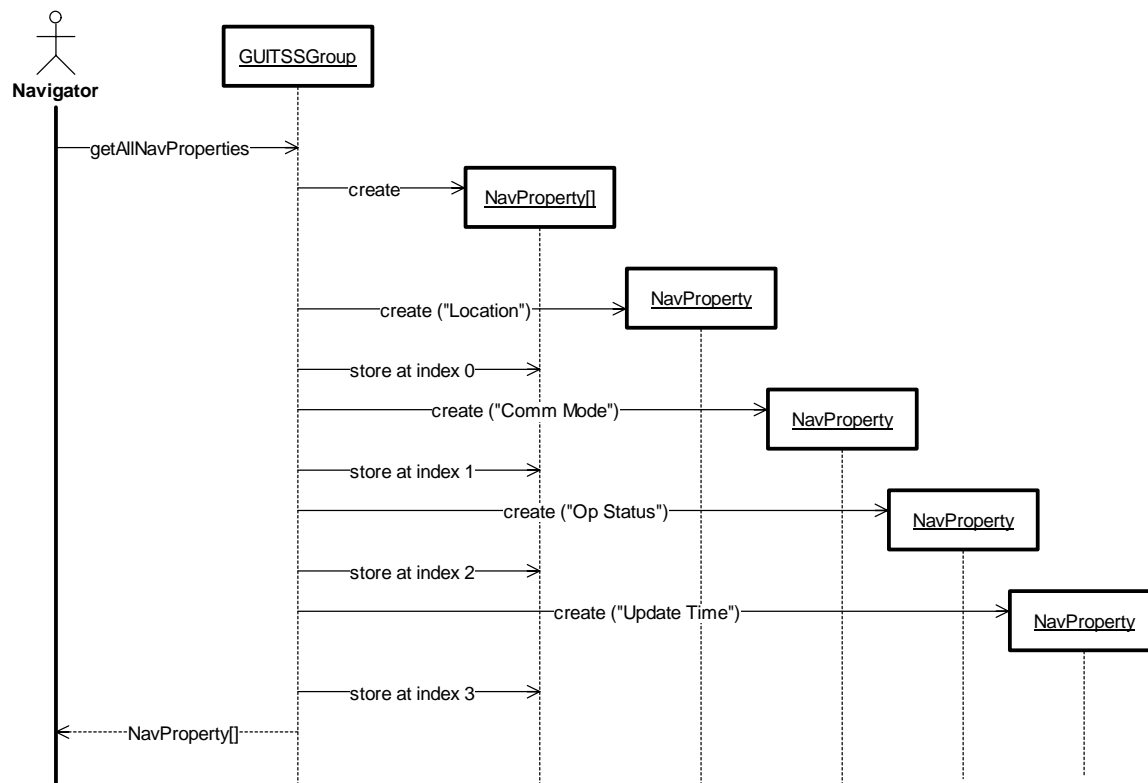 Navigator
GUITSSGroup
getAllNavProperties
create
NavProperty[]
create ("Location")
NavProperty
store at index 0
create ("Comm Mode")
NavProperty
store at index 1
create ("Op Status")
NavProperty
store at index 2
create ("Update Time")
NavProperty
store at index 3
NavProperty[]